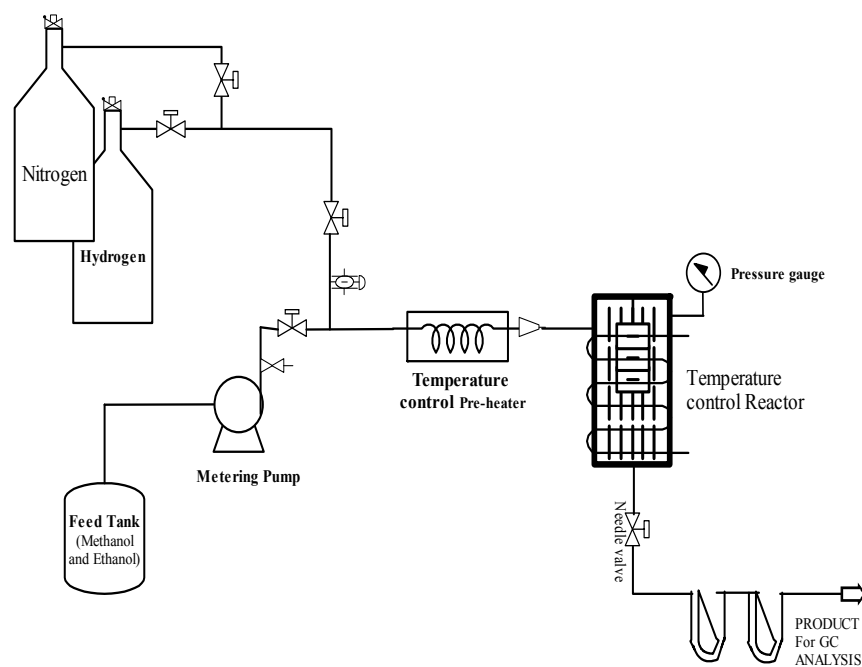 Nitrogen
Hydrogen
Pressure gauge
Temperature
control Pre-heater
Temperature
control Reactor
Metering Pump
Feed Tank
(Methanol
and Ethanol)
Needle valve
PRODUCT
For GC
ANALYSIS